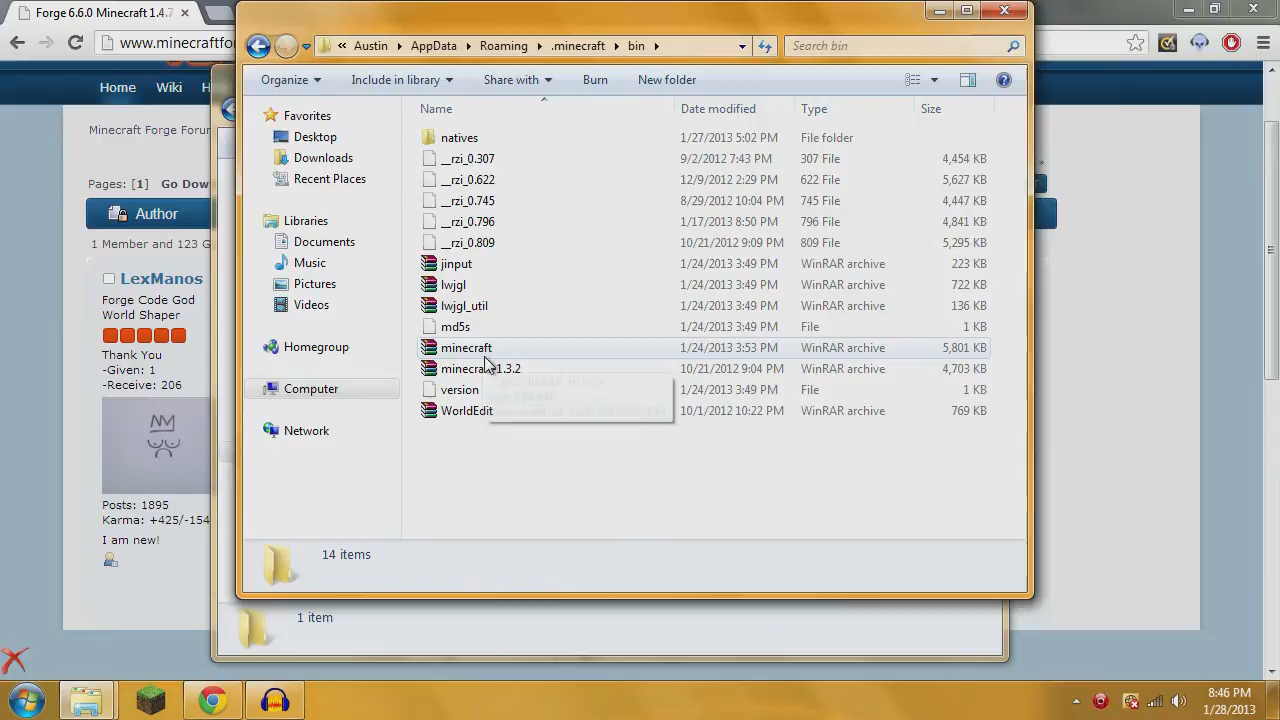 Forge 6.6.0 Minecraft 1.4.7
www.minecraftfo
Home Wiki H
Minecraft Forge Forur
Pages: [1] Go Dow
Author
1 Member and 123 G
LexManos
Forge Code God
World Shaper
Thank You
-Given: 1
-Receive: 206
Posts: 1895
Karma: +425/-154
I am new!
Austin AppData Roaming .minecraft bin
Search bin
Organize Include in library Share with Burn New folder
Favorites
Desktop
Downloads
Recent Places
Libraries
Documents
Music
Pictures
Videos
Homegroup
Computer
Network
Name Date modified Type Size
natives 1/27/2013 5:02 PM File folder
__rzi_0.307 9/2/2012 7:43 PM 307 File 4,454 KB
__rzi_0.622 12/9/2012 2:29 PM 622 File 5,627 KB
__rzi_0.745 8/29/2012 10:04 PM 745 File 4,447 KB
__rzi_0.796 1/17/2013 8:50 PM 796 File 4,841 KB
__rzi_0.809 10/21/2012 9:09 PM 809 File 5,295 KB
jinput 1/24/2013 3:49 PM WinRAR archive 223 KB
lwjgl 1/24/2013 3:49 PM WinRAR archive 722 KB
lwjgl_util 1/24/2013 3:49 PM WinRAR archive 136 KB
md5s 1/24/2013 3:49 PM File 1 KB
minecraft 1/24/2013 3:53 PM WinRAR archive 5,801 KB
minecraft1.3.2 10/21/2012 9:04 PM WinRAR archive 4,703 KB
version 1/24/2013 3:49 PM File 1 KB
WorldEdit 10/1/2012 10:22 PM WinRAR archive 769 KB
14 items
1 item
8:46 PM
1/28/2013